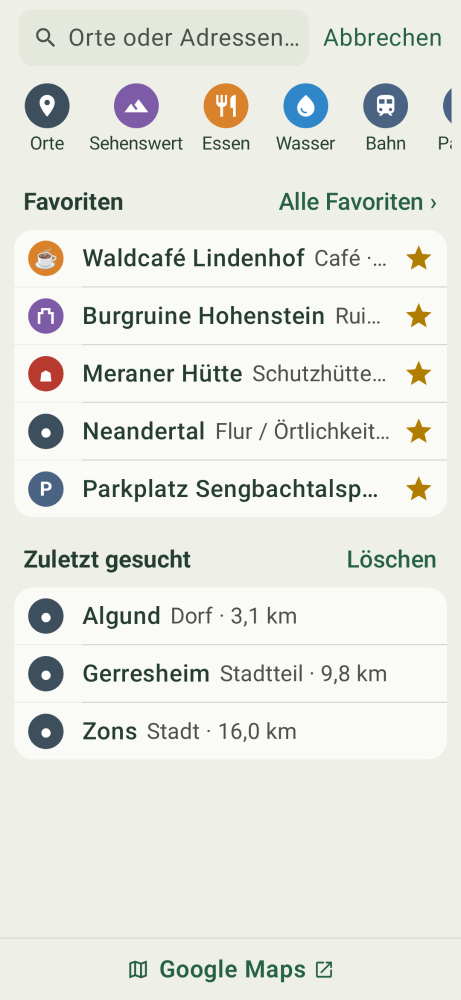 Orte oder Adressen… Abbrechen
Orte Sehenswert Essen Wasser Bahn
Favoriten Alle Favoriten ›
Waldcafé Lindenhof Café ·…
Burgruine Hohenstein Rui…
Meraner Hütte Schutzhütte…
Neandertal Flur / Örtlichkeit…
P Parkplatz Sengbachtalsp…
Zuletzt gesucht Löschen
Algund Dorf · 3,1 km
Gerresheim Stadtteil · 9,8 km
Zons Stadt · 16,0 km
Google Maps